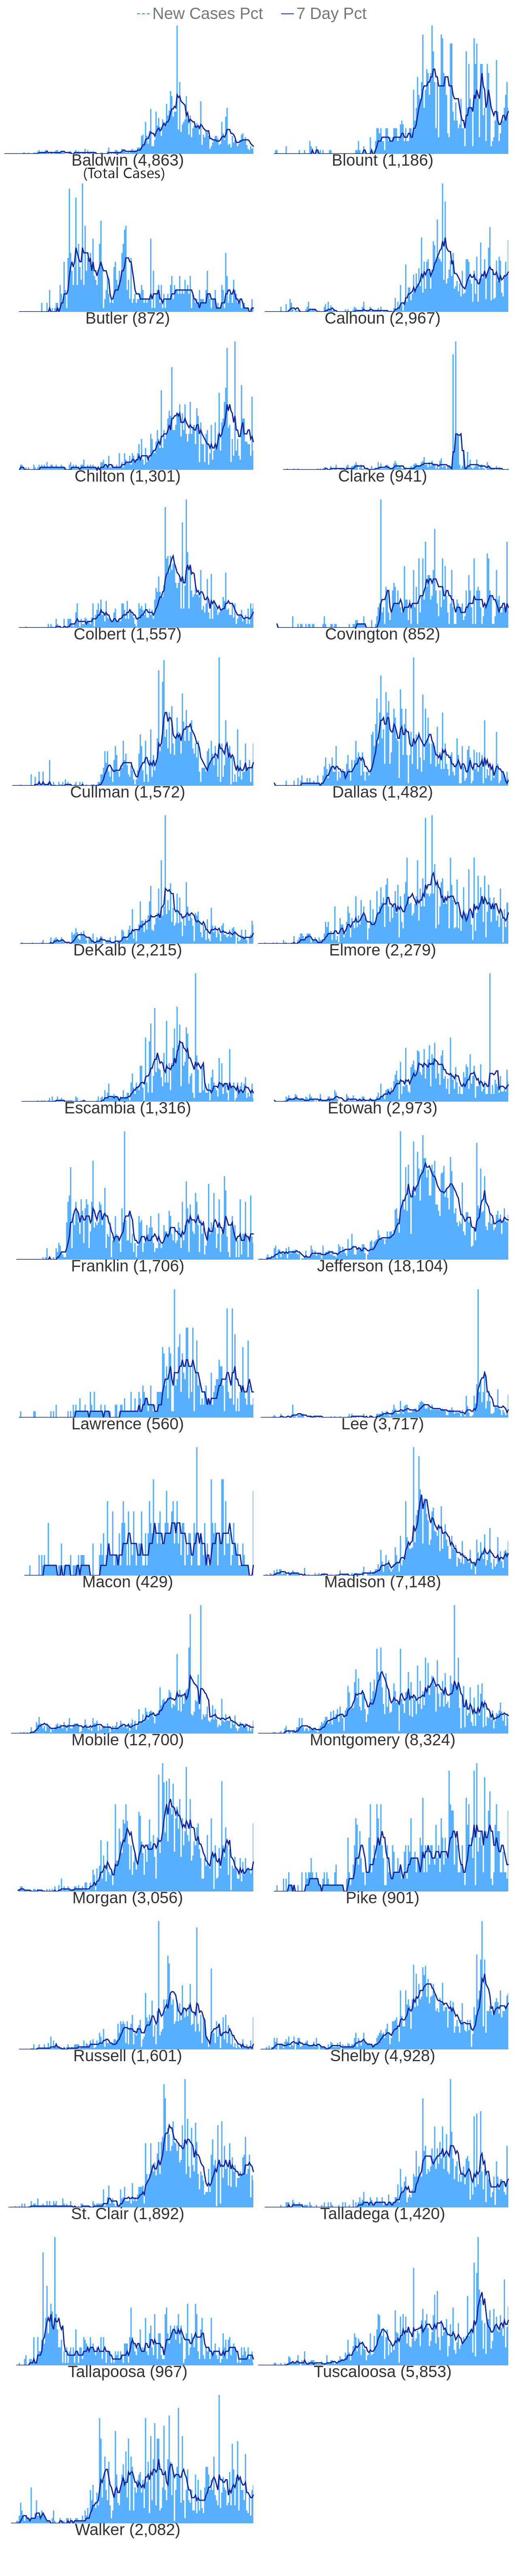 New Cases Pct 7 Day Pct
Baldwin (4,863) Blount (1,186)
(Total Cases)
Butler (872) Calhoun (2,967)
Chilton (1,301) Clarke (941)
Colbert (1,557) Covington (852)
Cullman (1,572) Dallas (1,482)
DeKalb (2,215) Elmore (2,279)
Escambia (1,316) Etowah (2,973)
Franklin (1,706) Jefferson (18,104)
Lawrence (560) Lee (3,717)
Macon (429) Madison (7,148)
Mobile (12,700) Montgomery (8,324)
Morgan (3,056) Pike (901)
Russell (1,601) Shelby (4,928)
St. Clair (1,892) Talladega (1,420)
Tallapoosa (967) Tuscaloosa (5,853)
Walker (2,082)